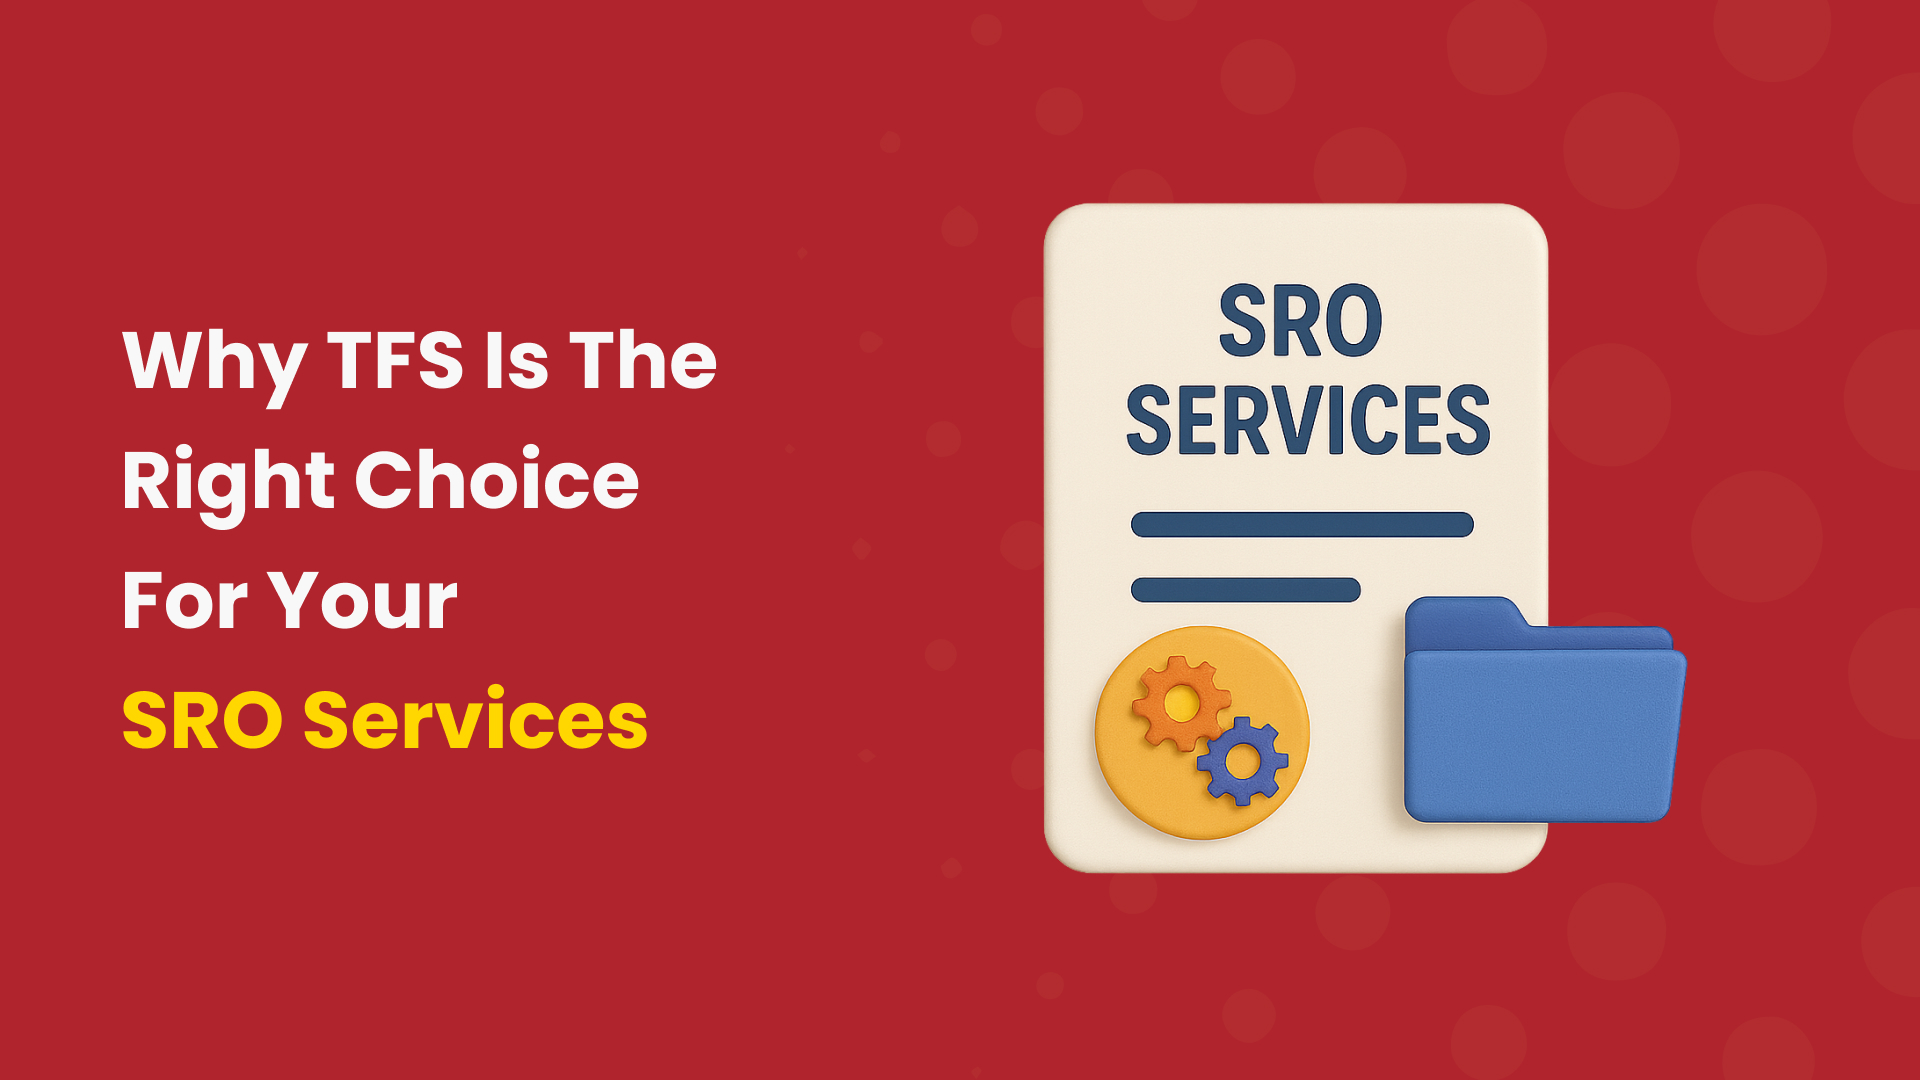 Why TFS Is The
Right Choice
For Your
SRO Services
SRO
SERVICES